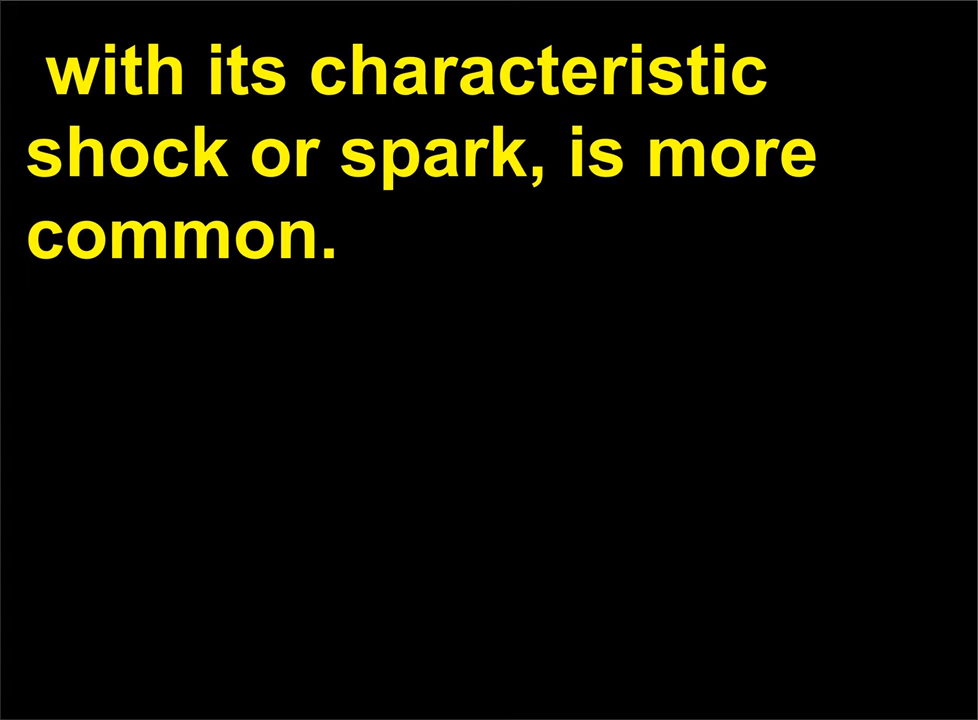 with its characteristic
shock or spark, is more
common.